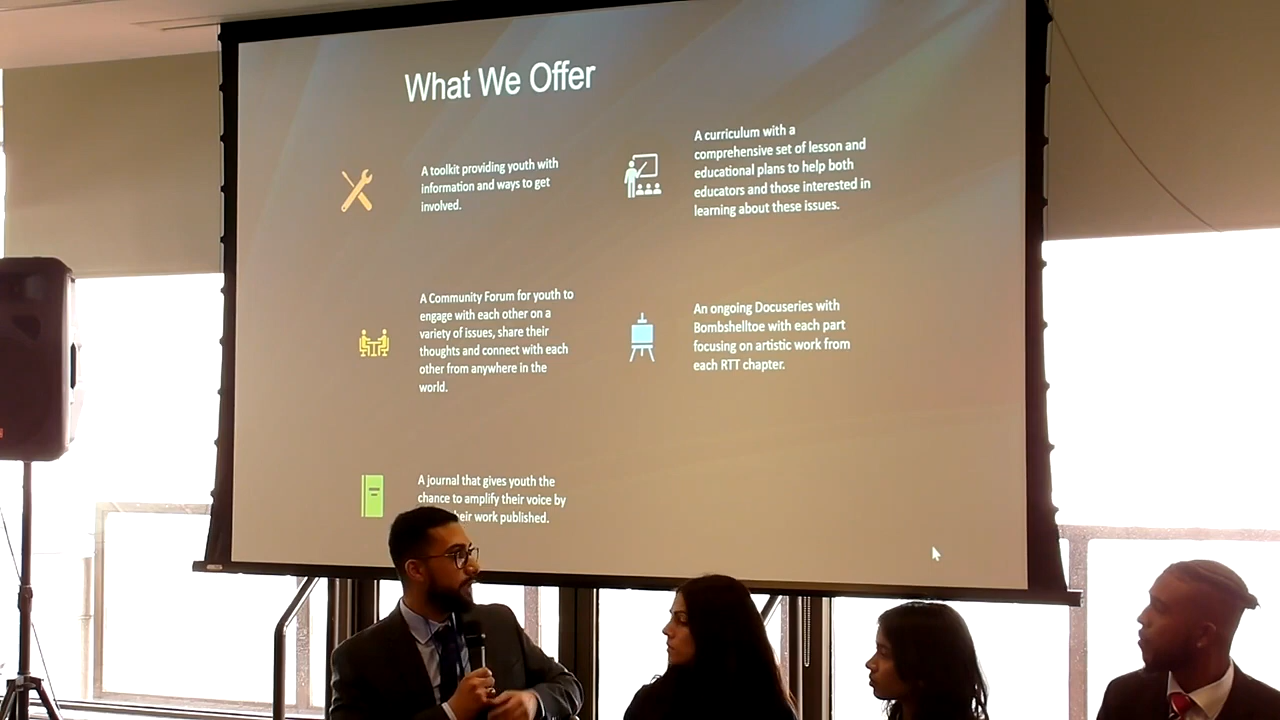 What We Offer
A toolkit providing youth with
information and ways to get
involved.
A curriculum with a
comprehensive set of lesson and
educational plans to help both
educators and those interested in
learning about these issues.
A Community Forum for youth to
engage with each other on a
variety of issues, share their
thoughts and connect with each
other from anywhere in the
world.
An ongoing Docuseries with
Bombshelltoe with each part
focusing on artistic work from
each RTT chapter.
A journal that gives youth the
chance to amplify their voice by
their work published.